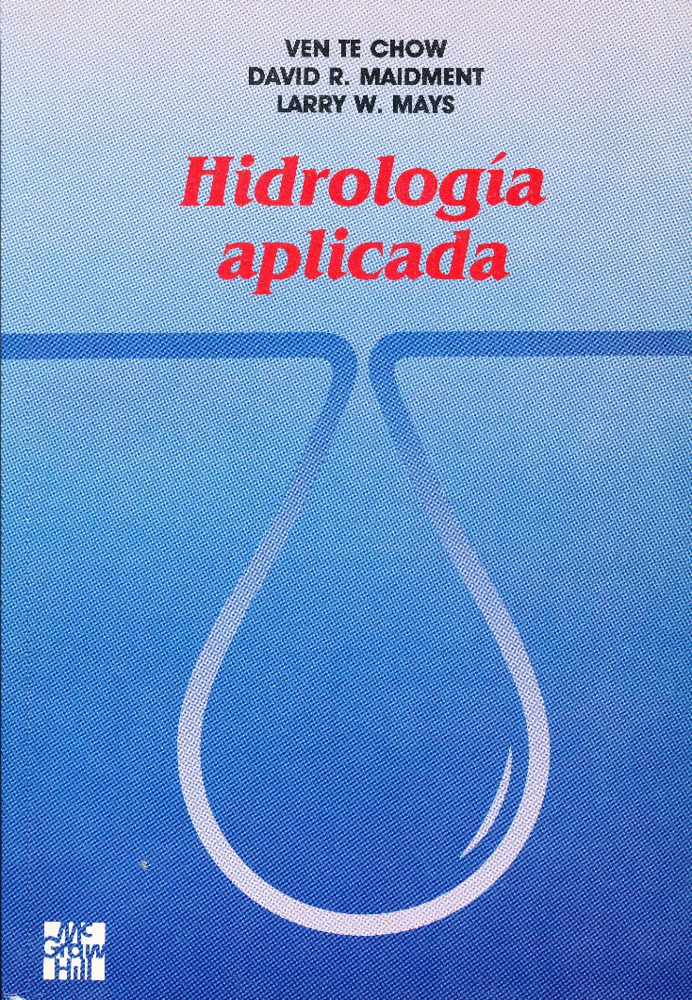 VEN TE CHOW
DAVID R. MAIDMENT
LARRY W. MAYS
Hidrología
aplicada
Mc
Graw
Hill